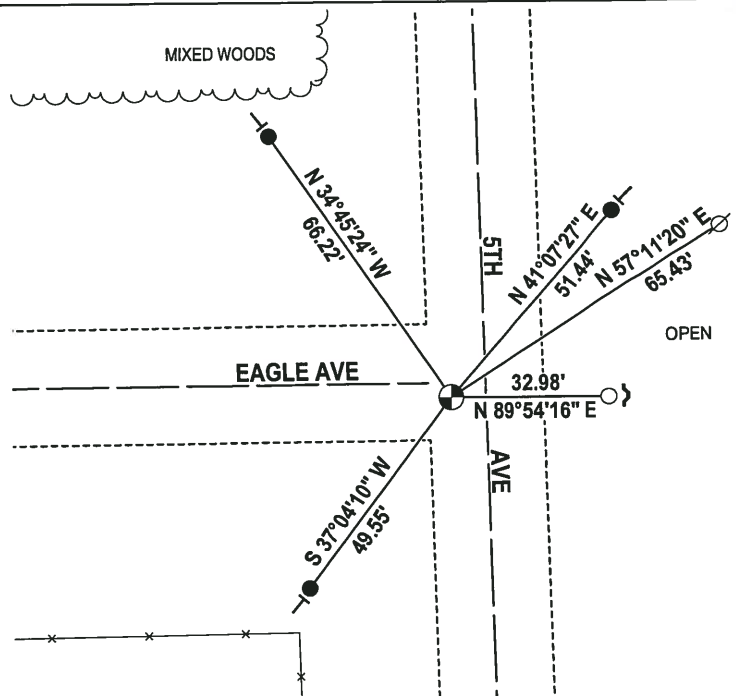 MIXED WOODS
N 34°45'24" W
66.22'
5TH
N 41°07'27" E
51.44'
N 57°11'20" E
65.43'
OPEN
EAGLE AVE
32.98'
N 89°54'16" E
AVE
S 37°04'10" W
49.55'